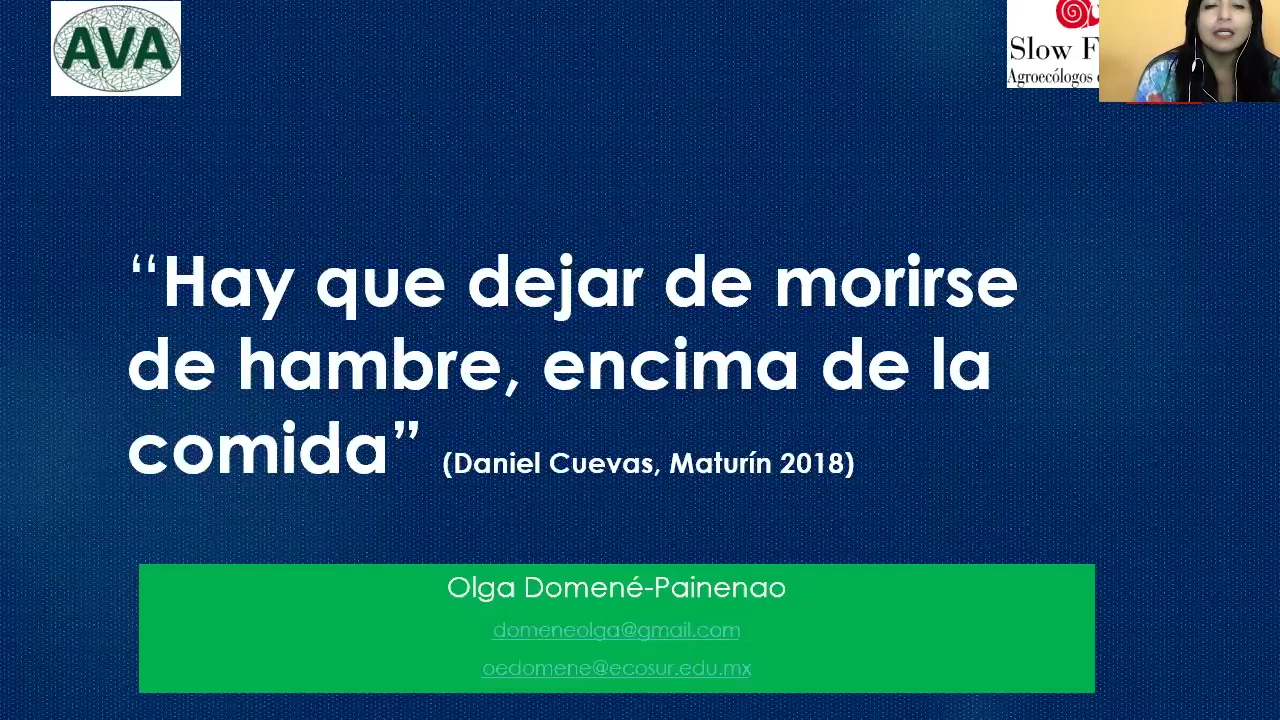 AVA
Slow
Agroecólogos
“Hay que dejar de morirse
de hambre, encima de la
comida” (Daniel Cuevas, Maturín 2018)
Olga Domené-Painenao
domeneolga@gmail.com
oedomene@ecosur.edu.mx